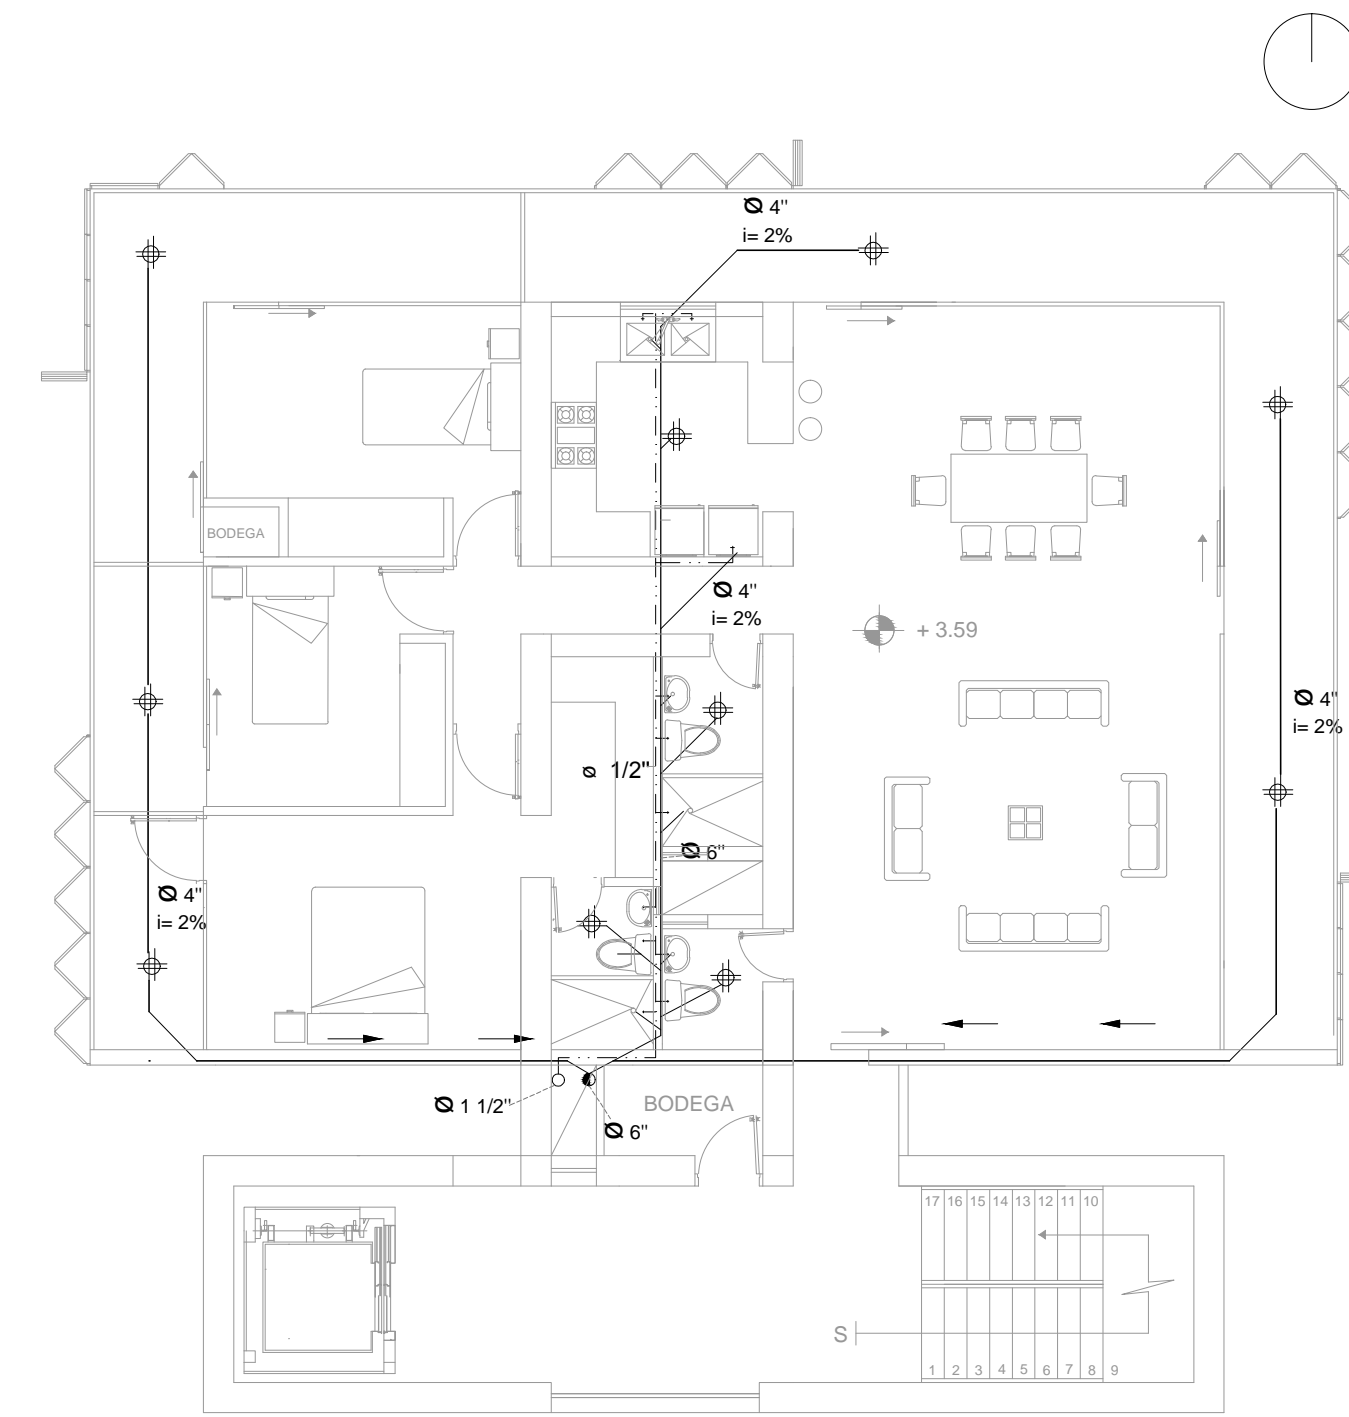 Ø 4"
i= 2%
BODEGA
Ø 4"
i= 2%
+ 3.59
Ø 4"
i= 2%
ø 1/2"
Ø 6"
Ø 4"
i= 2%
Ø 1 1/2"
BODEGA
Ø 6"
17 16 15 14 13 12 11 10
S
1 2 3 4 5 6 7 8 9